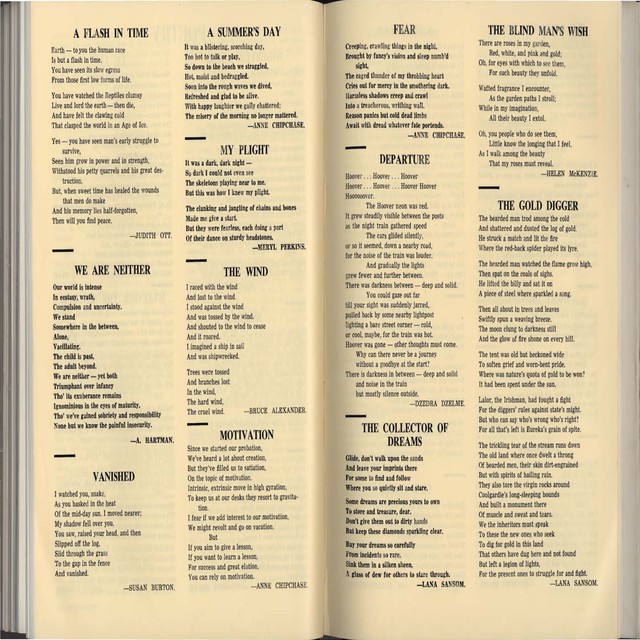 A FLASH IN TIME
Earth — to you the human race
Is but a flash in time.
You have seen its slow egress
From those first low forms of life.
You have watched the Reptiles clumsy
Live and lord the earth — then die,
And have felt the clawing cold
That clasped the world in an Age of Ice.
Yes — you have seen man's early struggle to
survive,
Seen him grow in power and in strength,
Withstood his petty quarrels and his great des-
truction.
But, when sweet time has healed the wounds
that men do make
And his memory lies half-forgotten,
Then will you find peace.
—JUDITH OTT.
WE ARE NEITHER
Our world is intense
In ecstasy, wrath,
Compulsion and uncertainty.
We stand
Somewhere in the between,
Alone,
Vacillating.
The child is past,
The adult beyond.
We are neither — yet both
Triumphant over infancy
Tho' its exuberance remains
Ignominious in the eyes of maturity,
Tho' we've gained sobriety and responsibility
None but we know the painful insecurity.
—A. HARTMAN.
VANISHED
I watched you, snake,
As you basked in the heat
Of the mid-day sun. I moved nearer;
My shadow fell over you.
You saw, raised your head, and then
Slipped off the log,
Slid through the grass
To the gap in the fence
And vanished.
—SUSAN BURTON.
A SUMMER'S DAY
It was a blistering, scorching day,
Too hot to talk or play,
So down to the beach we straggled,
Hot, moist and bedraggled.
Soon into the rough waves we dived,
Refreshed and glad to be alive.
With happy laughter we gaily chattered:
The misery of the morning no longer mattered.
—ANNE CHIPCHASE.
MY PLIGHT
It was a dark, dark night —
So dark I could not even see
The skeletons playing near to me.
But this was how I knew my plight.
The clanking and jangling of chains and bones
Made me give a start.
But they were fearless, each doing a part
Of their dance on sturdy headstones.
—MERYL PERKINS.
THE WIND
I raced with the wind
And lost to the wind.
I stood against the wind
And was tossed by the wind.
And shouted to the wind to cease
And it roared.
I imagined a ship in sail
And was shipwrecked.
Trees were tossed
And branches lost
In the wind,
The hard wind,
The cruel wind.
—BRUCE ALEXANDER.
MOTIVATION
Since we started our probation,
We've heard a lot about creation,
But they've filled us to satiation,
On the topic of motivation.
Intrinsic, extrinsic move in high gyration,
To keep us at our desks they resort to gravita-
tion.
I fear if we add interest to our motivation,
We might revolt and go on vacation.
But
If you aim to give a lesson,
If you want to learn a lesson,
For success and great elation,
You can rely on motivation.
—ANNE CHIPCHASE.
FEAR
Creeping, crawling things in the night,
Brought by fancy's vision and sleep numb'd
sight,
The caged thunder of my throbbing heart
Cries out for mercy in the smothering dark.
Harmless shadows creep and crawl
Into a treacherous, writhing wall.
Reason panics but cold dead limbs
Await with dread whatever fate portends.
—ANNE CHIPCHASE.
DEPARTURE
Hoover . . . Hoover . . . Hoover
Hoover . . . Hoover . . . Hoover Hoover
Hooooover.
The Hoover neon was red.
It grew steadily visible between the posts
as the night train gathered speed
The cars glided silently,
or so it seemed, down a nearby road,
for the noise of the train was louder.
And gradually the lights
grew fewer and further between.
There was darkness between — deep and solid.
You could gaze out far
till your sight was suddenly jarred,
pulled back by some nearby lightpost
lighting a bare street corner — cold,
or cool, maybe, for the train was hot.
Hoover was gone — other thoughts must come.
Why can there never be a journey
without a goodbye at the start?
There is darkness in between — deep and solid
and noise in the train
but mostly silence outside.
—DZEDRA DZELME.
THE COLLECTOR OF
DREAMS
Glide, don't walk upon the sands
And leave your imprints there
For some to find and follow
Where you so quietly sit and stare.
Some dreams are precious yours to own
To store and treasure, dear.
Don't give them out to dirty hands
But keep these diamonds sparkling clear.
Buy your dreams so carefully
From incidents so rare.
Sink them in a silken sheen,
A glass of dew for others to stare through.
—LANA SANSOM.
THE BLIND MAN'S WISH
There are roses in my garden,
Red, white, and pink and gold;
Oh, for eyes with which to see them,
For such beauty they unfold.
Wafted fragrance I encounter,
As the garden paths I stroll;
While in my imagination,
All their beauty I extol.
Oh, you people who do see them,
Little know the longing that I feel,
As I walk among the beauty
That my roses must reveal.
—HELEN McKENZIE.
THE GOLD DIGGER
The bearded man trod among the cold
And shattered and dusted the log of gold.
He struck a match and lit the fire
Where the red-back spider played its lyre.
The bearded man watched the flame grow high,
Then spat on the coals of sighs.
He lifted the billy and sat it on
A piece of steel where sparkled a song.
Then all about in trees and leaves
Swiftly spun a weaving breeze.
The moon clung to darkness still
And the glow of fire shone on every hill.
The tent was old but beckoned wide
To soften grief and worn-bent pride.
Where was nature's quota of gold to be won?
It had been spent under the sun.
Lalor, the Irishman, had fought a fight
For the diggers' rules against state's might.
But who can say who's wrong who's right?
For all that's left is Eureka's grain of spite.
The trickling tear of the stream runs down
The old land where once dwelt a throng
Of bearded men, their skin dirt-engrained
But with spirits of hailing rain.
They also tore the virgin rocks around
Coolgardie's long-sleeping bounds
And built a monument there
Of muscle and sweat and tears.
We the inheritors must speak
To these the new ones who seek
To dig for gold in this land
That others have dug here and not found
But left a legion of lights,
For the present ones to struggle and fight.
—LANA SANSOM.